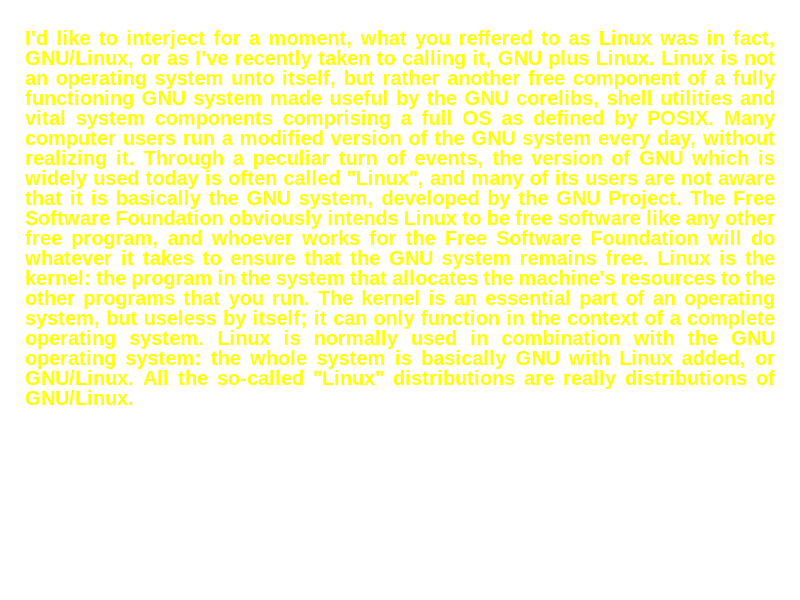 I'd like to interject for a moment, what you reffered to as Linux was in fact,
GNU/Linux, or as I've recently taken to calling it, GNU plus Linux. Linux is not
an operating system unto itself, but rather another free component of a fully
functioning GNU system made useful by the GNU corelibs, shell utilities and
vital system components comprising a full OS as defined by POSIX. Many
computer users run a modified version of the GNU system every day, without
realizing it. Through a peculiar turn of events, the version of GNU which is
widely used today is often called "Linux", and many of its users are not aware
that it is basically the GNU system, developed by the GNU Project. The Free
Software Foundation obviously intends Linux to be free software like any other
free program, and whoever works for the Free Software Foundation will do
whatever it takes to ensure that the GNU system remains free. Linux is the
kernel: the program in the system that allocates the machine's resources to the
other programs that you run. The kernel is an essential part of an operating
system, but useless by itself; it can only function in the context of a complete
operating system. Linux is normally used in combination with the GNU
operating system: the whole system is basically GNU with Linux added, or
GNU/Linux. All the so-called "Linux" distributions are really distributions of
GNU/Linux.